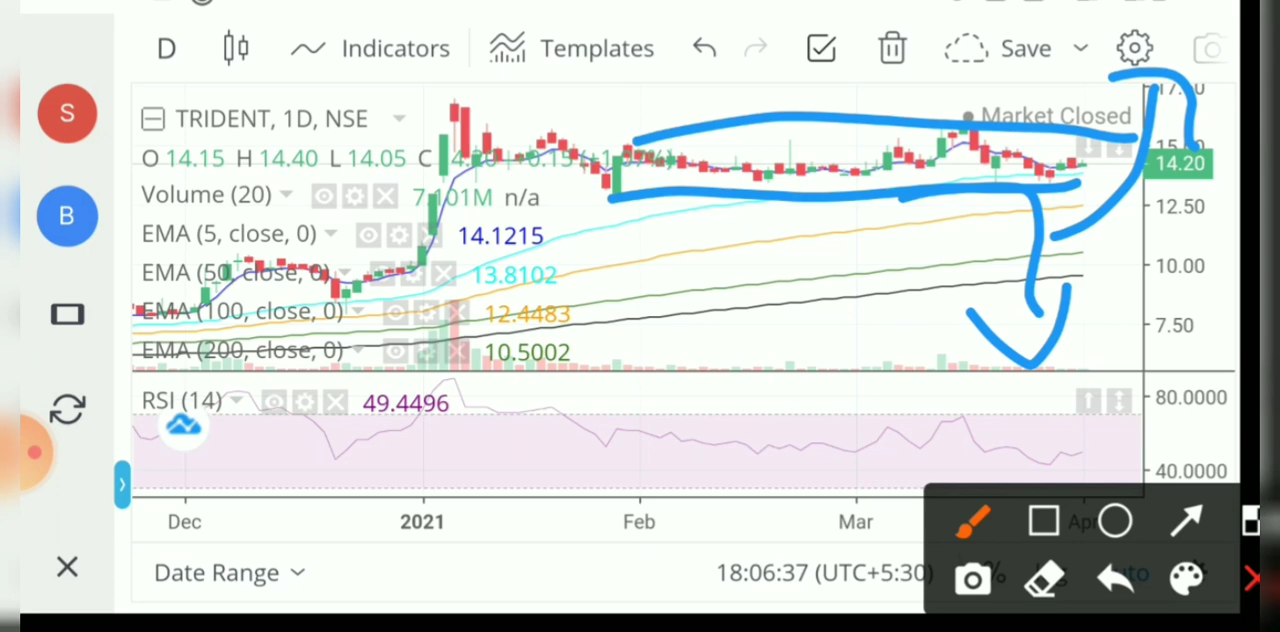 D Indicators Templates Save
S
TRIDENT, 1D, NSE
Market Closed
O 14.15 H 14.40 L 14.05 C
14.20
Volume (20) 7.101M n/a
B
12.50
EMA (5, close, 0) 14.1215
EMA (50, close, 0) 13.8102
10.00
EMA (100, close, 0) 12.4483
7.50
EMA (200, close, 0) 10.5002
RSI (14) 49.4496
80.0000
40.0000
Dec 2021 Feb Mar
Date Range 18:06:37 (UTC+5:30) %